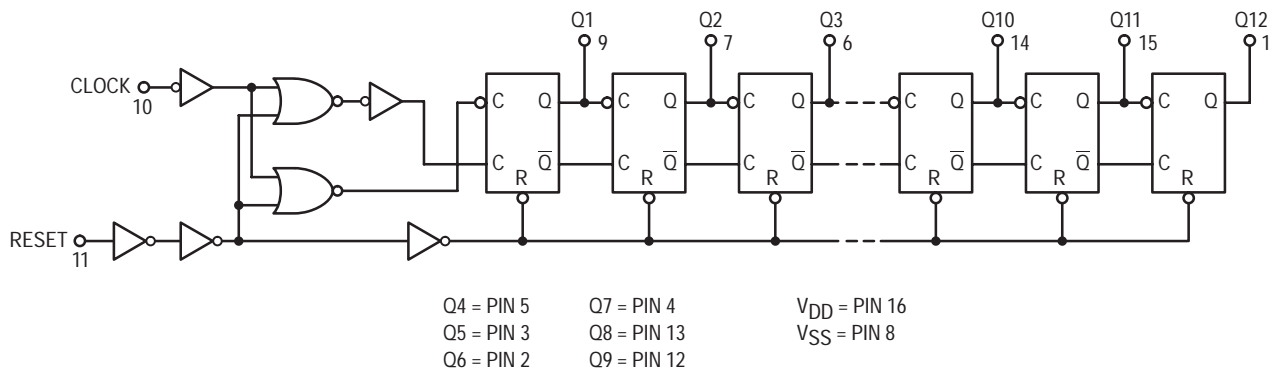 Q1 Q2 Q3 Q10 Q11 Q12
9 7 6 14 15 1
CLOCK
10
C Q C Q C Q C Q C Q C Q
C Q̅ C Q̅ C Q̅ C Q̅ C Q̅ C
R R R R R R
RESET
11
Q4 = PIN 5 Q7 = PIN 4 VDD = PIN 16
Q5 = PIN 3 Q8 = PIN 13 VSS = PIN 8
Q6 = PIN 2 Q9 = PIN 12